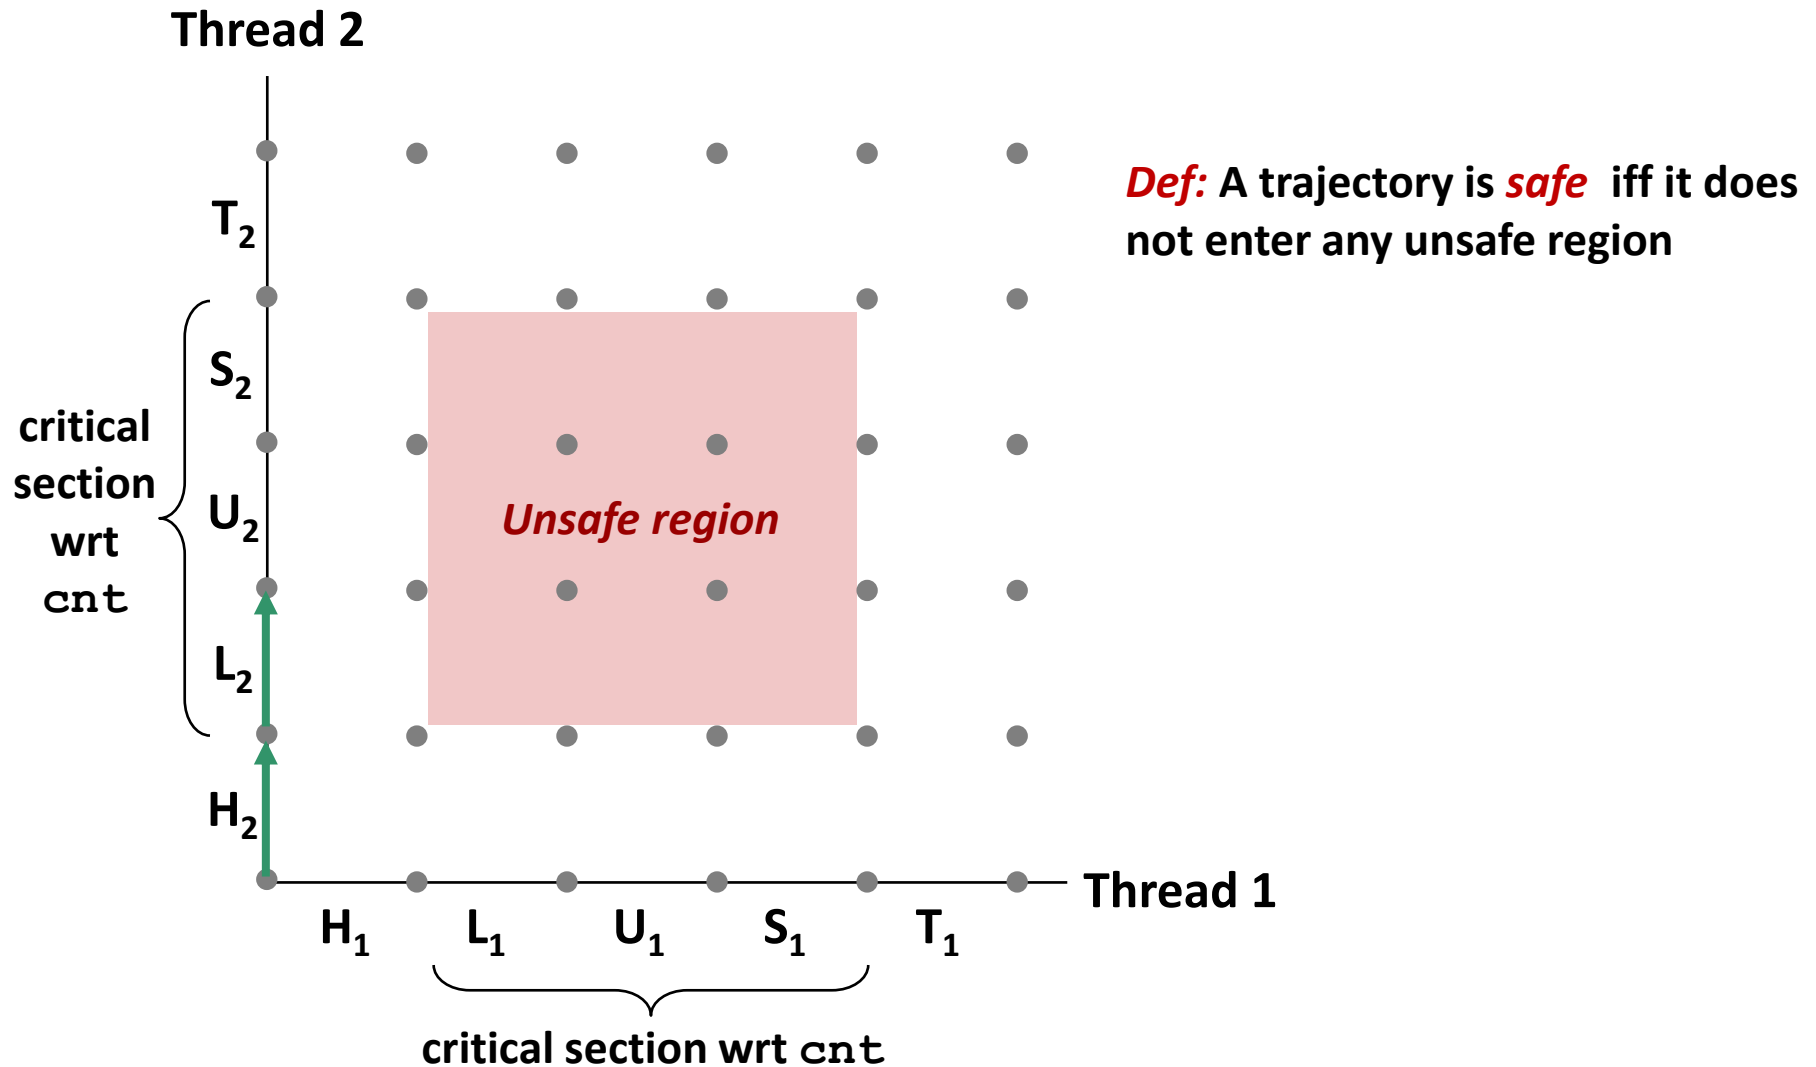 Thread 2
Def: A trajectory is safe iff it does
not enter any unsafe region
T₂
S₂
critical
section
wrt
cnt
U₂
Unsafe region
L₂
H₂
Thread 1
H₁ L₁ U₁ S₁ T₁
critical section wrt cnt